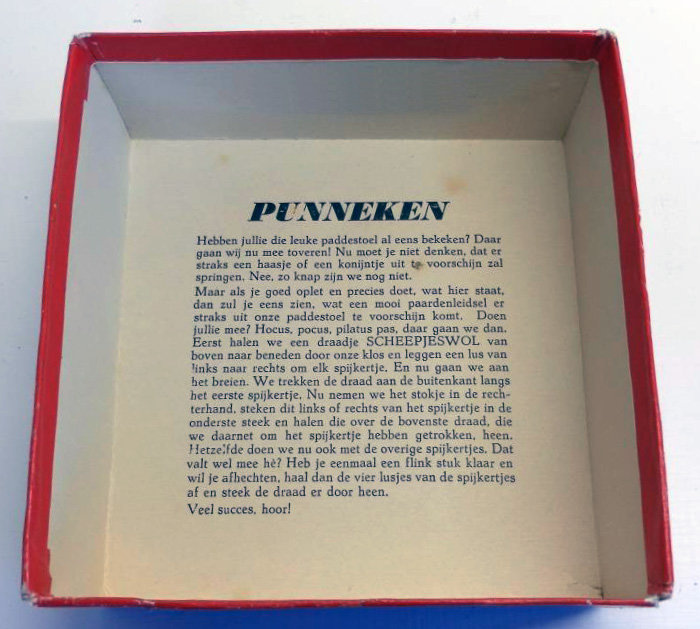 PUNNEKEN
Hebben jullie die leuke paddestoel al eens bekeken? Daar
gaan wij nu mee toveren! Nu moet je niet denken, dat er
straks een haasje of een konijntje uit te voorschijn zal
springen. Nee, zo knap zijn we nog niet.
Maar als je goed oplet en precies doet, wat hier staat,
dan zul je eens zien, wat een mooi paardenleidsel er
straks uit onze paddestoel te voorschijn komt. Doen
jullie mee? Hocus, pocus, pilatus pas, daar gaan we dan.
Eerst halen we een draadje SCHEEPJESWOL van
boven naar beneden door onze klos en leggen een lus van
links naar rechts om elk spijkertje. En nu gaan we aan
het breien. We trekken de draad aan de buitenkant langs
het eerste spijkertje. Nu nemen we het stokje in de rech-
terhand, steken dit links of rechts van het spijkertje in de
onderste steek en halen die over de bovenste draad, die
we daarnet om het spijkertje hebben getrokken, heen.
Hetzelfde doen we nu ook met de overige spijkertjes. Dat
valt wel mee hè? Heb je eenmaal een flink stuk klaar en
wil je afhechten, haal dan de vier lusjes van de spijkertjes
af en steek de draad er door heen.
Veel succes, hoor!